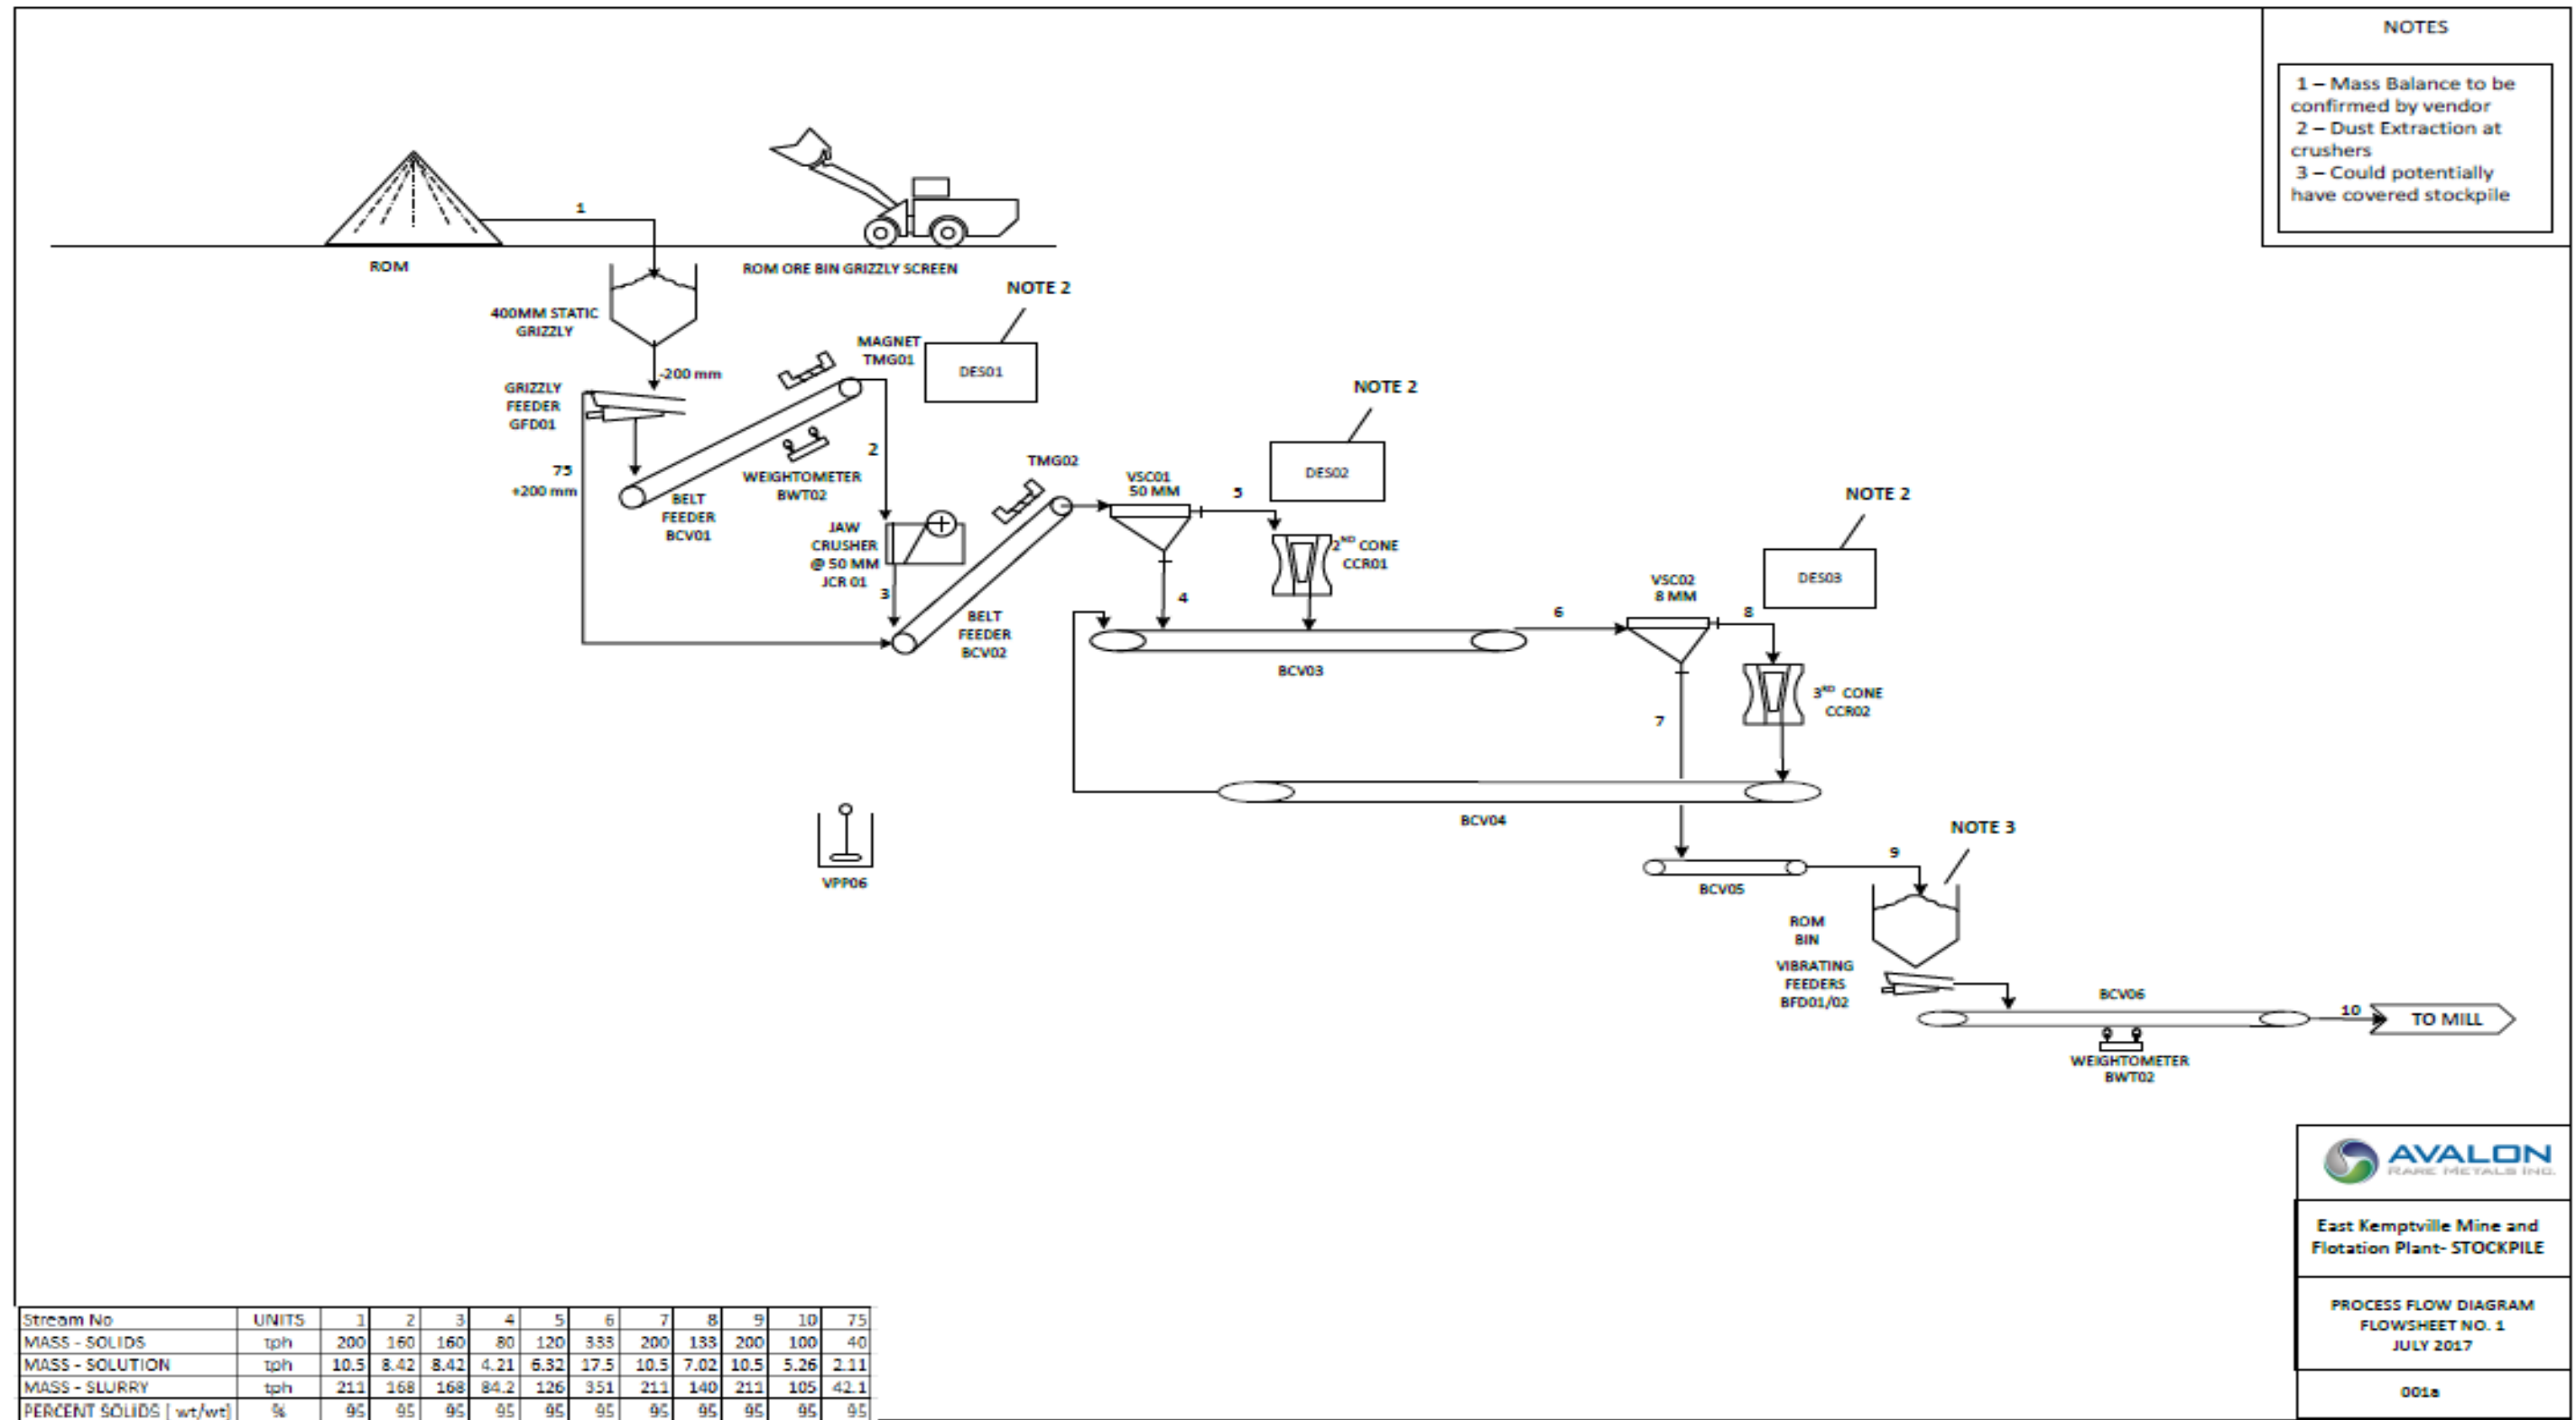 NOTES
1 – Mass Balance to be
confirmed by vendor
2 – Dust Extraction at
crushers
3 – Could potentially
have covered stockpile
1
ROM
ROM ORE BIN GRIZZLY SCREEN
400MM STATIC
GRIZZLY
NOTE 2
MAGNET
TMG01
DES01
-200 mm
GRIZZLY
FEEDER
GFD01
NOTE 2
2
75
+200 mm
WEIGHTOMETER
BWT02
BELT
FEEDER
BCV01
TMG02
VSC01
50 MM
5
DES02
NOTE 2
JAW
CRUSHER
@ 50 MM
JCR 01
3
2ND CONE
CCR01
4
VSC02
8 MM
DES03
BELT
FEEDER
BCV02
6
8
BCV03
3RD CONE
CCR02
7
BCV04
VPP06
NOTE 3
9
BCV05
ROM
BIN
VIBRATING
FEEDERS
BFD01/02
BCV06
10
TO MILL
WEIGHTOMETER
BWT02
AVALON
RARE METALS INC.
East Kemptville Mine and
Flotation Plant- STOCKPILE
PROCESS FLOW DIAGRAM
FLOWSHEET NO. 1
JULY 2017
001a
Stream No UNITS 1 2 3 4 5 6 7 8 9 10 75
MASS - SOLIDS tph 200 160 160 80 120 333 200 133 200 100 40
MASS - SOLUTION tph 10.5 8.42 8.42 4.21 6.32 17.5 10.5 7.02 10.5 5.26 2.11
MASS - SLURRY tph 211 168 168 84.2 126 351 211 140 211 105 42.1
PERCENT SOLIDS [ wt/wt] % 95 95 95 95 95 95 95 95 95 95 95